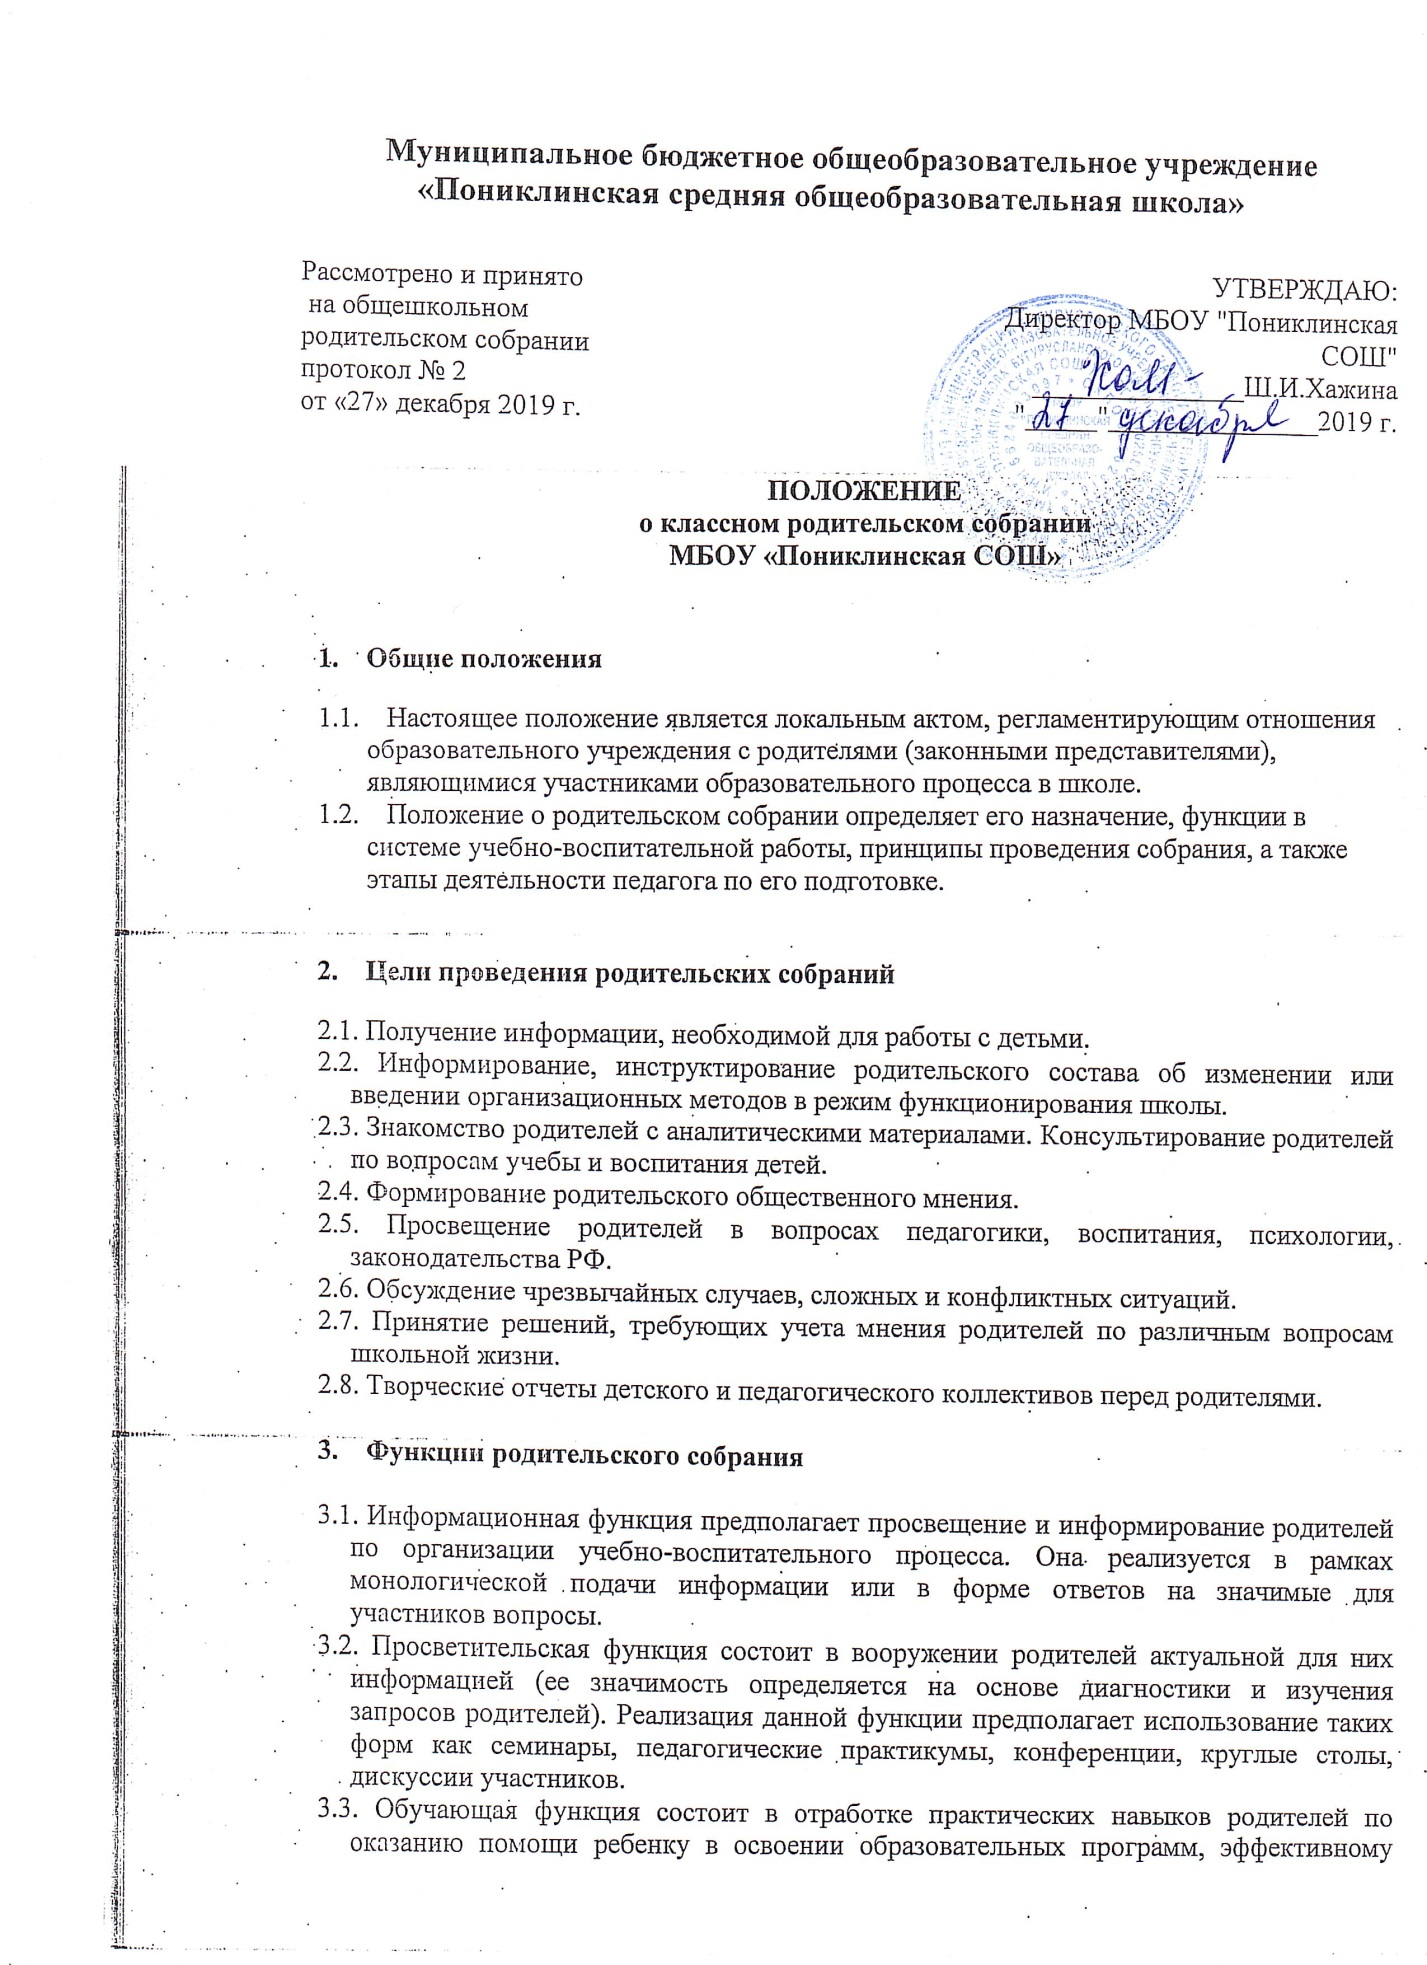 Муниципальное бюджетное общеобразовательное учреждение
«Пониклинская средняя общеобразовательная школа»
Рассмотрено и принято
на общешкольном
родительском собрании
протокол № 2
от «27» декабря 2019 г.
УТВЕРЖДАЮ:
Директор МБОУ "Пониклинская
СОШ"
Ш.И.Хажина
"27" декабря 2019 г.
ПОЛОЖЕНИЕ
о классном родительском собрании
МБОУ «Пониклинская СОШ»
1. Общие положения
1.1. Настоящее положение является локальным актом, регламентирующим отношения
образовательного учреждения с родителями (законными представителями),
являющимися участниками образовательного процесса в школе.
1.2. Положение о родительском собрании определяет его назначение, функции в
системе учебно-воспитательной работы, принципы проведения собрания, а также
этапы деятельности педагога по его подготовке.
2. Цели проведения родительских собраний
2.1. Получение информации, необходимой для работы с детьми.
2.2. Информирование, инструктирование родительского состава об изменении или
введении организационных методов в режим функционирования школы.
2.3. Знакомство родителей с аналитическими материалами. Консультирование родителей
по вопросам учебы и воспитания детей.
2.4. Формирование родительского общественного мнения.
2.5. Просвещение родителей в вопросах педагогики, воспитания, психологии,
законодательства РФ.
2.6. Обсуждение чрезвычайных случаев, сложных и конфликтных ситуаций.
2.7. Принятие решений, требующих учета мнения родителей по различным вопросам
школьной жизни.
2.8. Творческие отчеты детского и педагогического коллективов перед родителями.
3. Функции родительского собрания
3.1. Информационная функция предполагает просвещение и информирование родителей
по организации учебно-воспитательного процесса. Она реализуется в рамках
монологической подачи информации или в форме ответов на значимые для
участников вопросы.
3.2. Просветительская функция состоит в вооружении родителей актуальной для них
информацией (ее значимость определяется на основе диагностики и изучения
запросов родителей). Реализация данной функции предполагает использование таких
форм как семинары, педагогические практикумы, конференции, круглые столы,
дискуссии участников.
3.3. Обучающая функция состоит в отработке практических навыков родителей по
оказанию помощи ребенку в освоении образовательных программ, эффективному